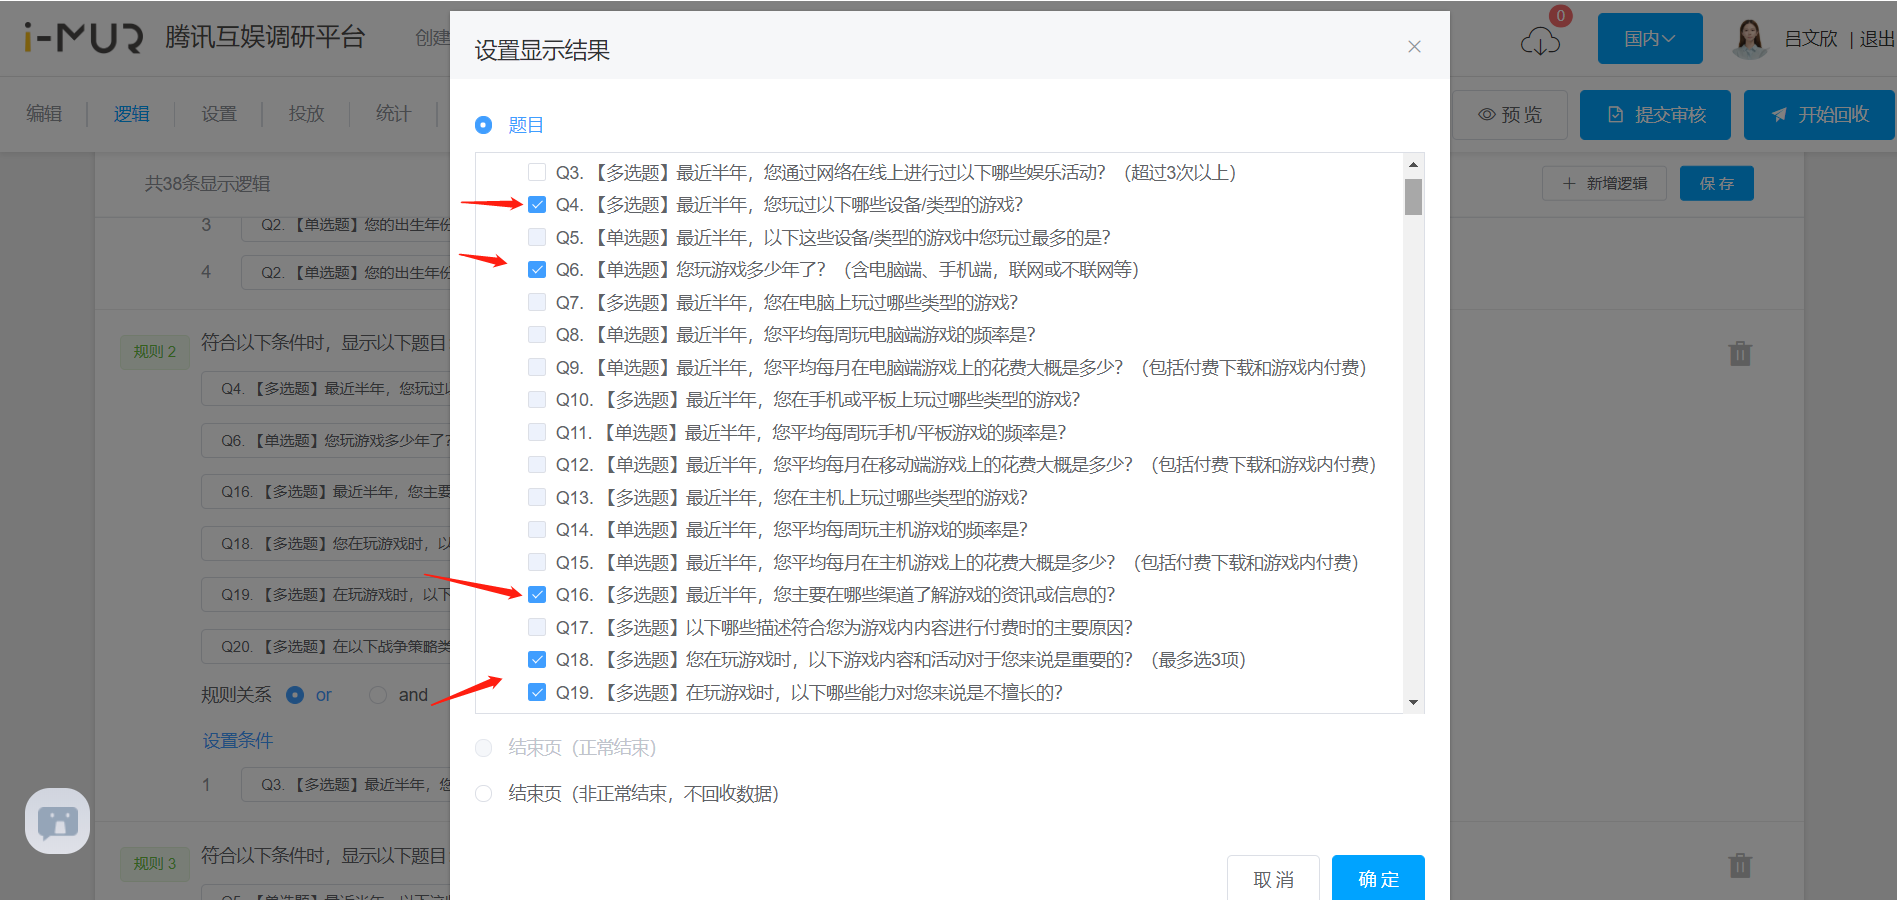 i-MUR 腾讯互娱调研平台 创建
0
国内
吕文欣 | 退出
编辑 逻辑 设置 投放 统计
预 览 提交审核 开始回收
共38条显示逻辑
新增逻辑 保 存
3 Q2. 【单选题】您的出生年份
4 Q2. 【单选题】您的出生年份
规则 2 符合以下条件时，显示以下题目
Q4. 【多选题】最近半年，您玩过以
Q6. 【单选题】您玩游戏多少年了？
Q16. 【多选题】最近半年，您主要
Q18. 【多选题】您在玩游戏时，以
Q19. 【多选题】在玩游戏时，以下
Q20. 【多选题】在以下战争策略类
规则关系 or and
设置条件
1 Q3. 【多选题】最近半年，您
规则 3 符合以下条件时，显示以下题目
设置显示结果
题目
Q3. 【多选题】最近半年，您通过网络在线上进行过以下哪些娱乐活动？（超过3次以上）
Q4. 【多选题】最近半年，您玩过以下哪些设备/类型的游戏？
Q5. 【单选题】最近半年，以下这些设备/类型的游戏中您玩过最多的是？
Q6. 【单选题】您玩游戏多少年了？（含电脑端、手机端，联网或不联网等）
Q7. 【多选题】最近半年，您在电脑上玩过哪些类型的游戏？
Q8. 【单选题】最近半年，您平均每周玩电脑端游戏的频率是？
Q9. 【单选题】最近半年，您平均每月在电脑端游戏上的花费大概是多少？（包括付费下载和游戏内付费）
Q10. 【多选题】最近半年，您在手机或平板上玩过哪些类型的游戏？
Q11. 【单选题】最近半年，您平均每周玩手机/平板游戏的频率是？
Q12. 【单选题】最近半年，您平均每月在移动端游戏上的花费大概是多少？（包括付费下载和游戏内付费）
Q13. 【多选题】最近半年，您在主机上玩过哪些类型的游戏？
Q14. 【单选题】最近半年，您平均每周玩主机游戏的频率是？
Q15. 【单选题】最近半年，您平均每月在主机游戏上的花费大概是多少？（包括付费下载和游戏内付费）
Q16. 【多选题】最近半年，您主要在哪些渠道了解游戏的资讯或信息的？
Q17. 【多选题】以下哪些描述符合您为游戏内内容进行付费时的主要原因？
Q18. 【多选题】您在玩游戏时，以下游戏内容和活动对于您来说是重要的？（最多选3项）
Q19. 【多选题】在玩游戏时，以下哪些能力对您来说是不擅长的？
结束页（正常结束）
结束页（非正常结束，不回收数据）
取 消 确 定